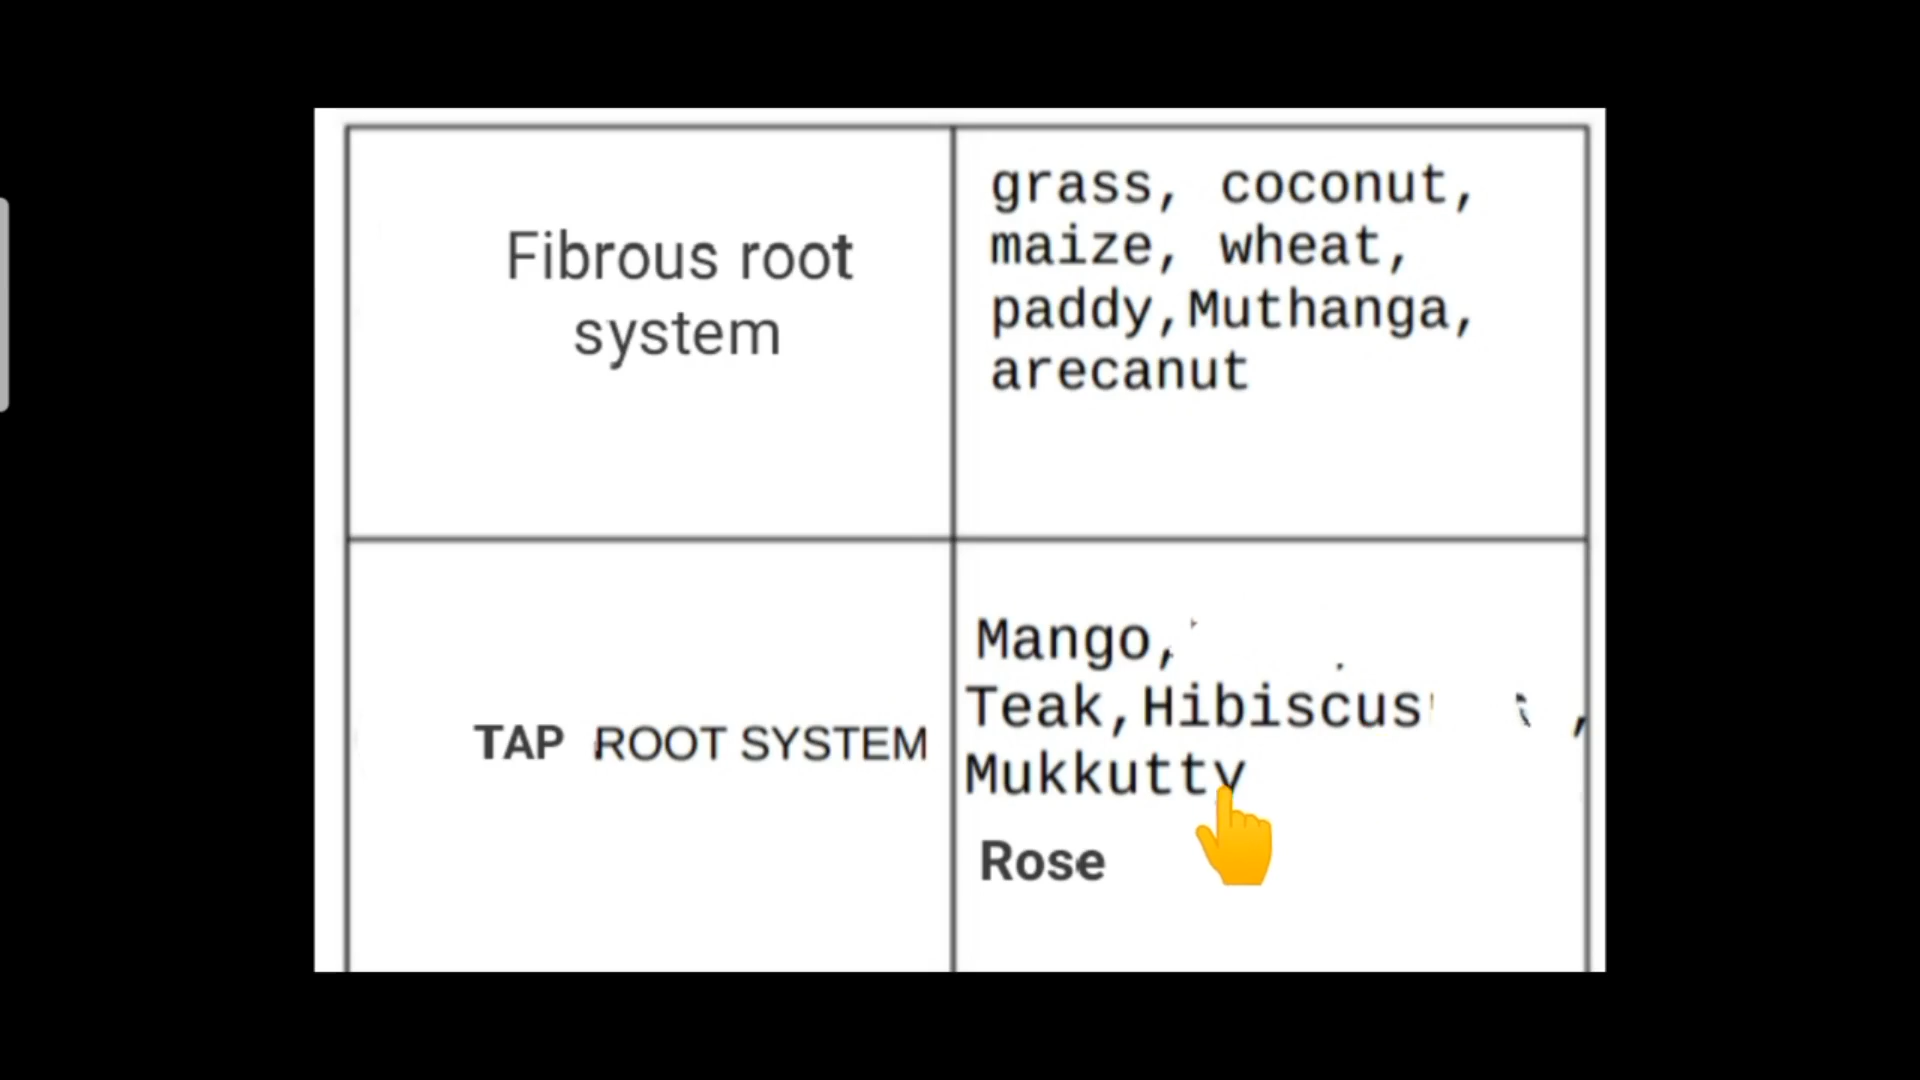 Fibrous root
system
grass, coconut,
maize, wheat,
paddy,Muthanga,
arecanut
TAP ROOT SYSTEM
Mango,
Teak,Hibiscus ,
Mukkutty
Rose